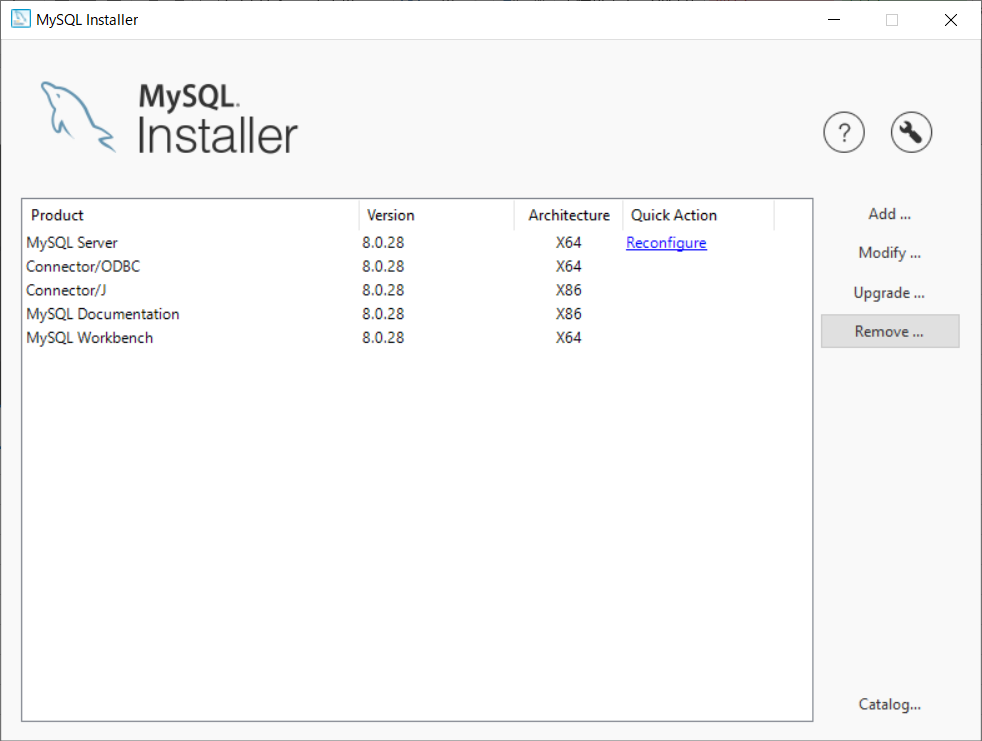 MySQL Installer
MySQL.
Installer
?
Product Version Architecture Quick Action
MySQL Server 8.0.28 X64 Reconfigure
Connector/ODBC 8.0.28 X64
Connector/J 8.0.28 X86
MySQL Documentation 8.0.28 X86
MySQL Workbench 8.0.28 X64
Add ...
Modify ...
Upgrade ...
Remove ...
Catalog...